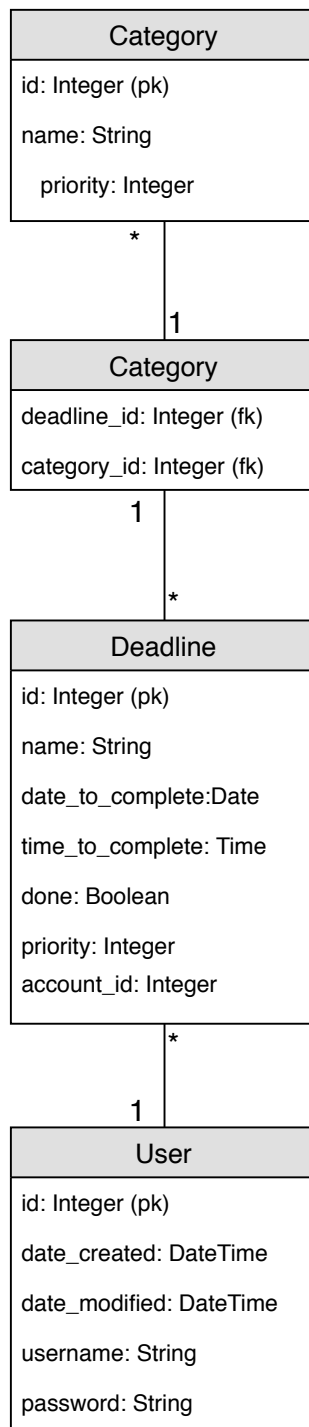 Category
id: Integer (pk)
name: String
priority: Integer
*
1
Category
deadline_id: Integer (fk)
category_id: Integer (fk)
1
*
Deadline
id: Integer (pk)
name: String
date_to_complete:Date
time_to_complete: Time
done: Boolean
priority: Integer
account_id: Integer
*
1
User
id: Integer (pk)
date_created: DateTime
date_modified: DateTime
username: String
password: String